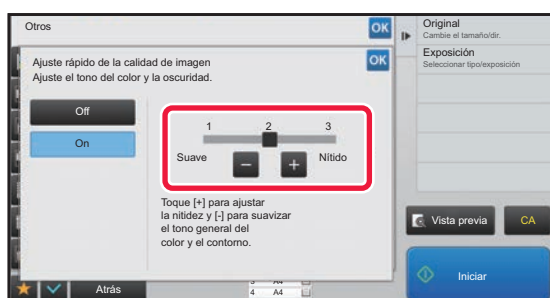 Otros
OK
Ajuste rápido de la calidad de imagen
Ajuste el tono del color y la oscuridad.
OK
Off
On
1 2 3
Suave - + Nítido
Toque [+] para ajustar
la nitidez y [-] para suavizar
el tono general del
color y el contorno.
Atrás
3 A4
4 A4
Original
Cambie el tamaño/dir.
Exposición
Seleccionar tipo/exposición
Vista previa
CA
Iniciar